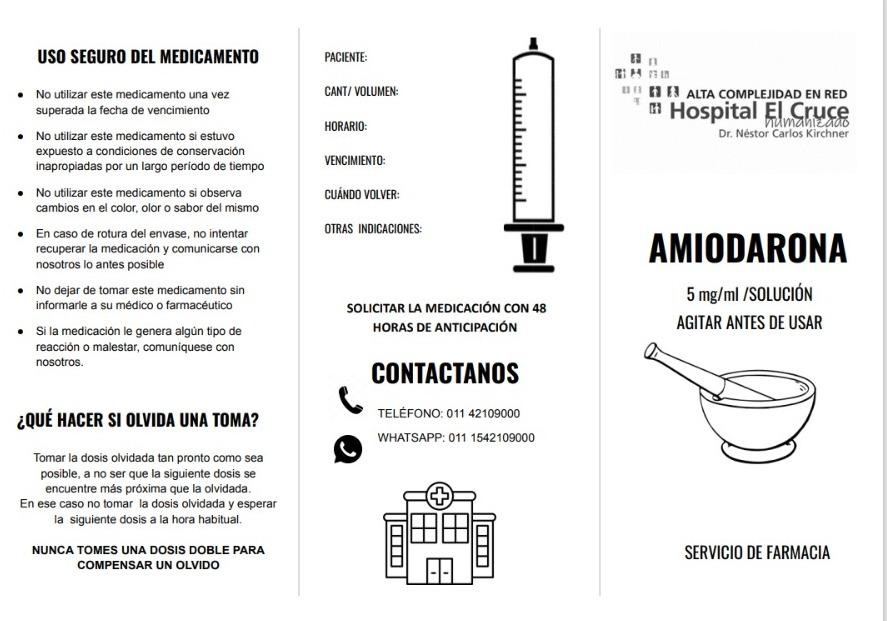 USO SEGURO DEL MEDICAMENTO
● No utilizar este medicamento una vez
superada la fecha de vencimiento
● No utilizar este medicamento si estuvo
expuesto a condiciones de conservación
inapropiadas por un largo período de tiempo
● No utilizar este medicamento si observa
cambios en el color, olor o sabor del mismo
● En caso de rotura del envase, no intentar
recuperar la medicación y comunicarse con
nosotros lo antes posible
● No dejar de tomar este medicamento sin
informarle a su médico o farmacéutico
● Si la medicación le genera algún tipo de
reacción o malestar, comuníquese con
nosotros.
¿QUÉ HACER SI OLVIDA UNA TOMA?
Tomar la dosis olvidada tan pronto como sea
posible, a no ser que la siguiente dosis se
encuentre más próxima que la olvidada.
En ese caso no tomar la dosis olvidada y esperar
la siguiente dosis a la hora habitual.
NUNCA TOMES UNA DOSIS DOBLE PARA
COMPENSAR UN OLVIDO
PACIENTE:
CANT/ VOLUMEN:
HORARIO:
VENCIMIENTO:
CUÁNDO VOLVER:
OTRAS INDICACIONES:
SOLICITAR LA MEDICACIÓN CON 48
HORAS DE ANTICIPACIÓN
CONTACTANOS
TELÉFONO: 011 42109000
WHATSAPP: 011 1542109000
ALTA COMPLEJIDAD EN RED
Hospital El Cruce
humanizado
Dr. Néstor Carlos Kirchner
AMIODARONA
5 mg/ml /SOLUCIÓN
AGITAR ANTES DE USAR
SERVICIO DE FARMACIA